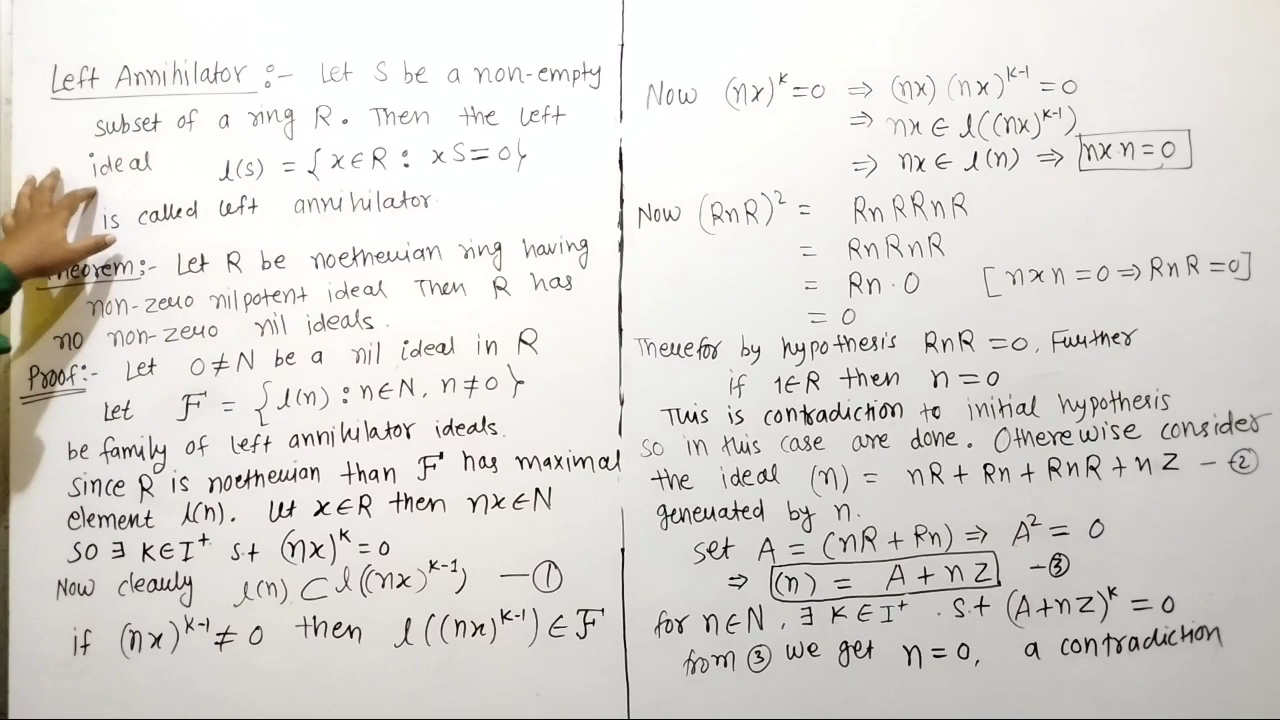 Left Annihilator :- Let S be a non-empty
subset of a ring R. Then the left
ideal l(S) = {x∈R : xS=0}
is called left annihilator.
Theorem:- Let R be noetherian ring having
non-zero nilpotent ideal Then R has
no non-zero nil ideals.
Proof:- Let 0≠N be a nil ideal in R
Let F = {l(n) : n∈N, n≠0}
be family of left annihilator ideals.
Since R is noetherian than F has maximal
element l(n). Let x∈R then nx∈N
So ∃ K∈I⁺ s.t (nx)^k=0
Now clearly l(n) ⊂ l((nx)^{k-1}) —①
if (nx)^{k-1} ≠ 0 then l((nx)^{k-1}) ∈ F
Now (nx)^k=0 ⇒ (nx) (nx)^{k-1} = 0
⇒ nx ∈ l((nx)^{k-1})
⇒ nx ∈ l(n) ⇒ nx·n=0
Now (RnR)² = RnRRnR
= RnRnR
= Rn·0 [nxn=0 ⇒ RnR=0]
= 0
Therefor by hypothesis RnR=0, Further
if 1∈R then n=0
This is contradiction to initial hypothesis
So in this case are done. Otherewise consider
the ideal (n) = nR + Rn + RnR + nZ —②
generated by n.
set A = (nR + Rn) ⇒ A² = 0
⇒ (n) = A + nZ —③
for n∈N, ∃ K∈I⁺ . s.t (A+nZ)^k = 0
from ③ we get n=0, a contradiction